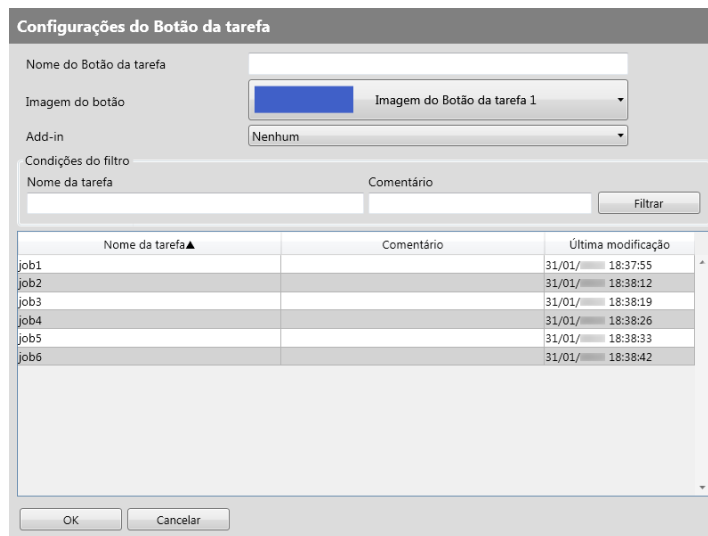 Configurações do Botão da tarefa
Nome do Botão da tarefa
Imagem do botão Imagem do Botão da tarefa 1
Add-in Nenhum
Condições do filtro
Nome da tarefa Comentário
Filtrar
Nome da tarefa▲ Comentário Última modificação
job1 31/01/ 18:37:55
job2 31/01/ 18:38:12
job3 31/01/ 18:38:19
job4 31/01/ 18:38:26
job5 31/01/ 18:38:33
job6 31/01/ 18:38:42
OK Cancelar